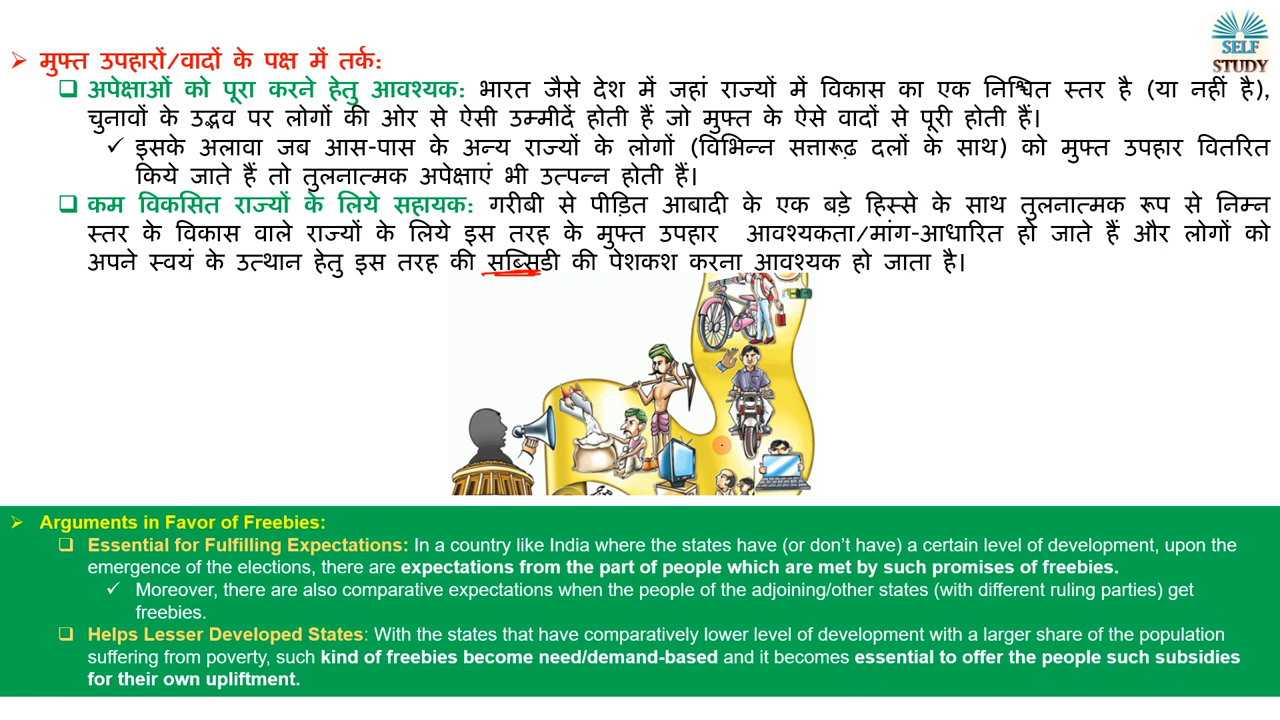 SELF
STUDY
➢ मुफ्त उपहारों/वादों के पक्ष में तर्क:
❑ अपेक्षाओं को पूरा करने हेतु आवश्यक: भारत जैसे देश में जहां राज्यों में विकास का एक निश्चित स्तर है (या नहीं है),
चुनावों के उद्भव पर लोगों की ओर से ऐसी उम्मीदें होती हैं जो मुफ्त के ऐसे वादों से पूरी होती हैं।
✓ इसके अलावा जब आस-पास के अन्य राज्यों के लोगों (विभिन्न सत्तारूढ़ दलों के साथ) को मुफ्त उपहार वितरित
किये जाते हैं तो तुलनात्मक अपेक्षाएं भी उत्पन्न होती हैं।
❑ कम विकसित राज्यों के लिये सहायक: गरीबी से पीड़ित आबादी के एक बड़े हिस्से के साथ तुलनात्मक रूप से निम्न
स्तर के विकास वाले राज्यों के लिये इस तरह के मुफ्त उपहार आवश्यकता/मांग-आधारित हो जाते हैं और लोगों को
अपने स्वयं के उत्थान हेतु इस तरह की सब्सिडी की पेशकश करना आवश्यक हो जाता है।
➢ Arguments in Favor of Freebies:
❑ Essential for Fulfilling Expectations: In a country like India where the states have (or don’t have) a certain level of development, upon the
emergence of the elections, there are expectations from the part of people which are met by such promises of freebies.
✓ Moreover, there are also comparative expectations when the people of the adjoining/other states (with different ruling parties) get
freebies.
❑ Helps Lesser Developed States: With the states that have comparatively lower level of development with a larger share of the population
suffering from poverty, such kind of freebies become need/demand-based and it becomes essential to offer the people such subsidies
for their own upliftment.